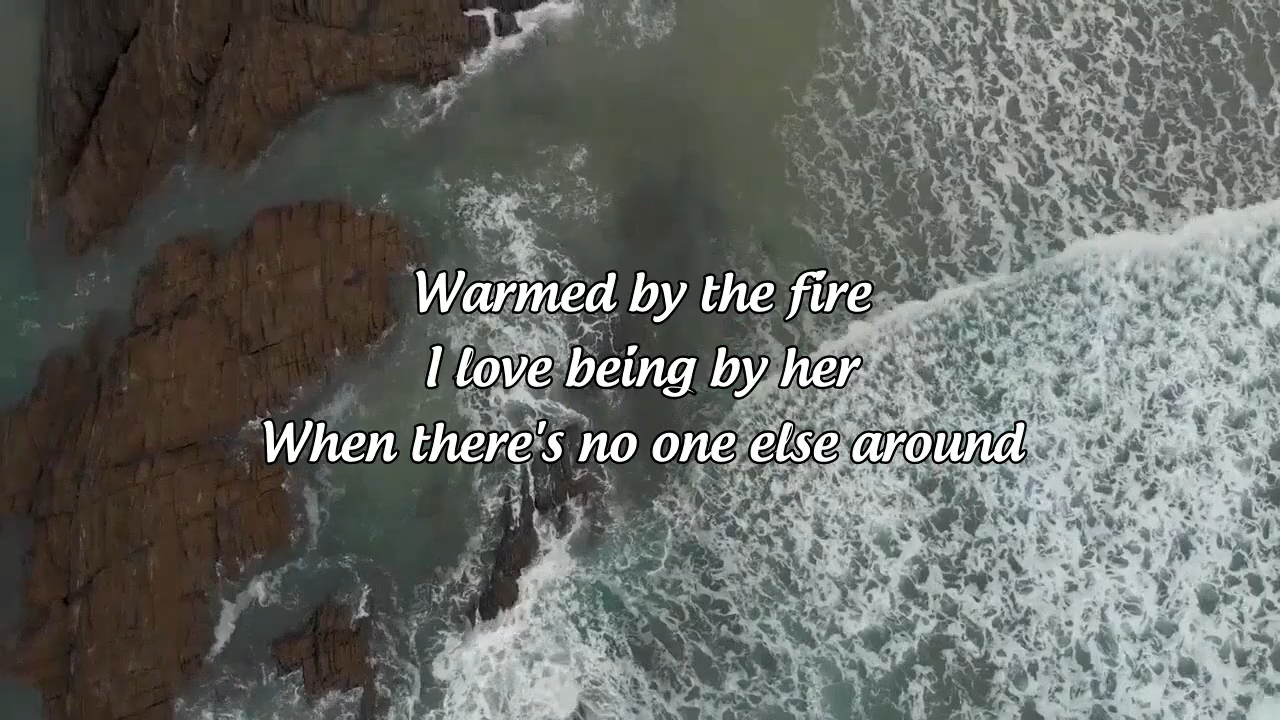 Warmed by the fire
I love being by her
When there's no one else around